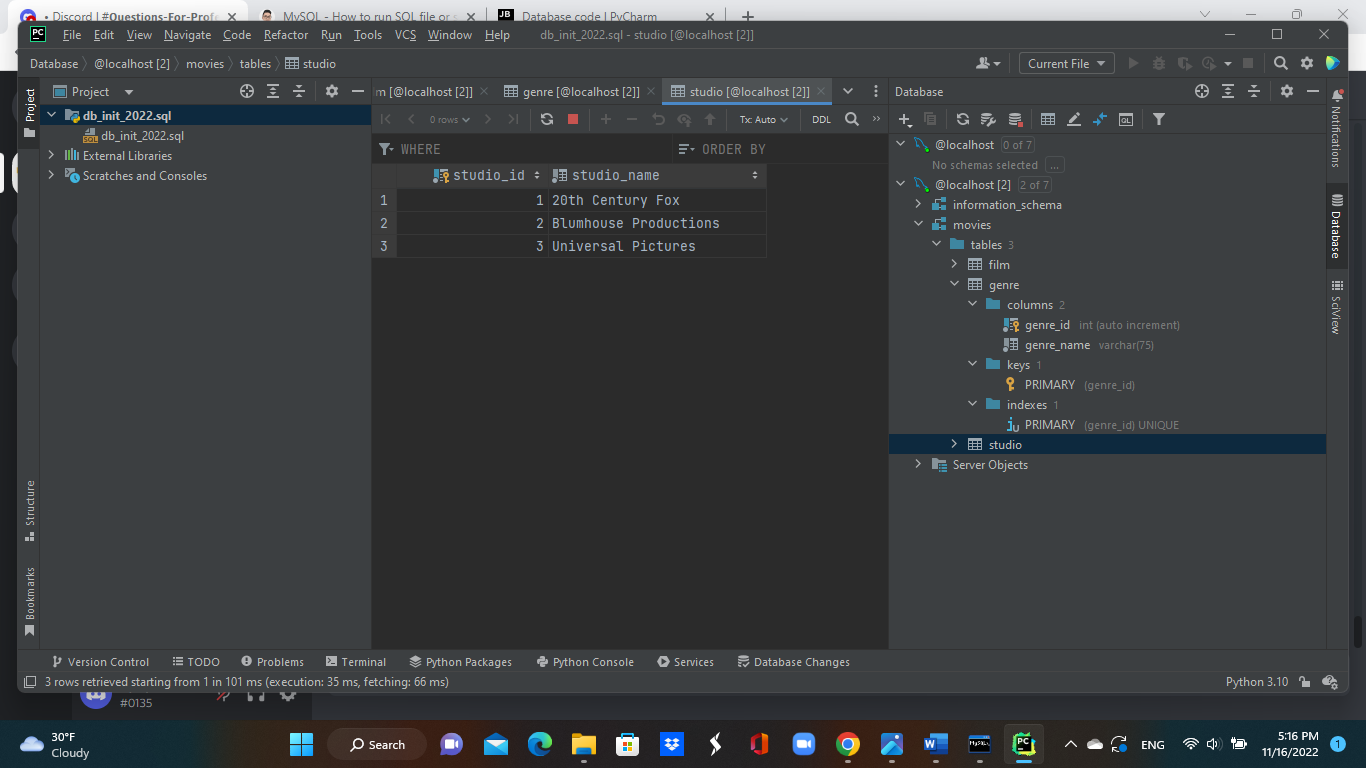 • Discord | #Questions-For-Profe
MySQL - How to run SQL file or s
Database code | PyCharm
File Edit View Navigate Code Refactor Run Tools VCS Window Help db_init_2022.sql - studio [@localhost [2]]
Database @localhost [2] movies tables studio
Current File
Project
m [@localhost [2]]
genre [@localhost [2]]
studio [@localhost [2]]
Database
0 rows
Tx: Auto
DDL
WHERE
ORDER BY
studio_id studio_name
1 1 20th Century Fox
2 2 Blumhouse Productions
3 3 Universal Pictures
db_init_2022.sql
db_init_2022.sql
External Libraries
Scratches and Consoles
@localhost 0 of 7
No schemas selected ...
@localhost [2] 2 of 7
information_schema
movies
tables 3
film
genre
columns 2
genre_id int (auto increment)
genre_name varchar(75)
keys 1
PRIMARY (genre_id)
indexes 1
PRIMARY (genre_id) UNIQUE
studio
Server Objects
Project
Structure
Bookmarks
Notifications
Database
SciView
Version Control TODO Problems Terminal Python Packages Python Console Services Database Changes
3 rows retrieved starting from 1 in 101 ms (execution: 35 ms, fetching: 66 ms)
Python 3.10
#0135
30°F
Cloudy
Search
ENG
5:16 PM
11/16/2022
1